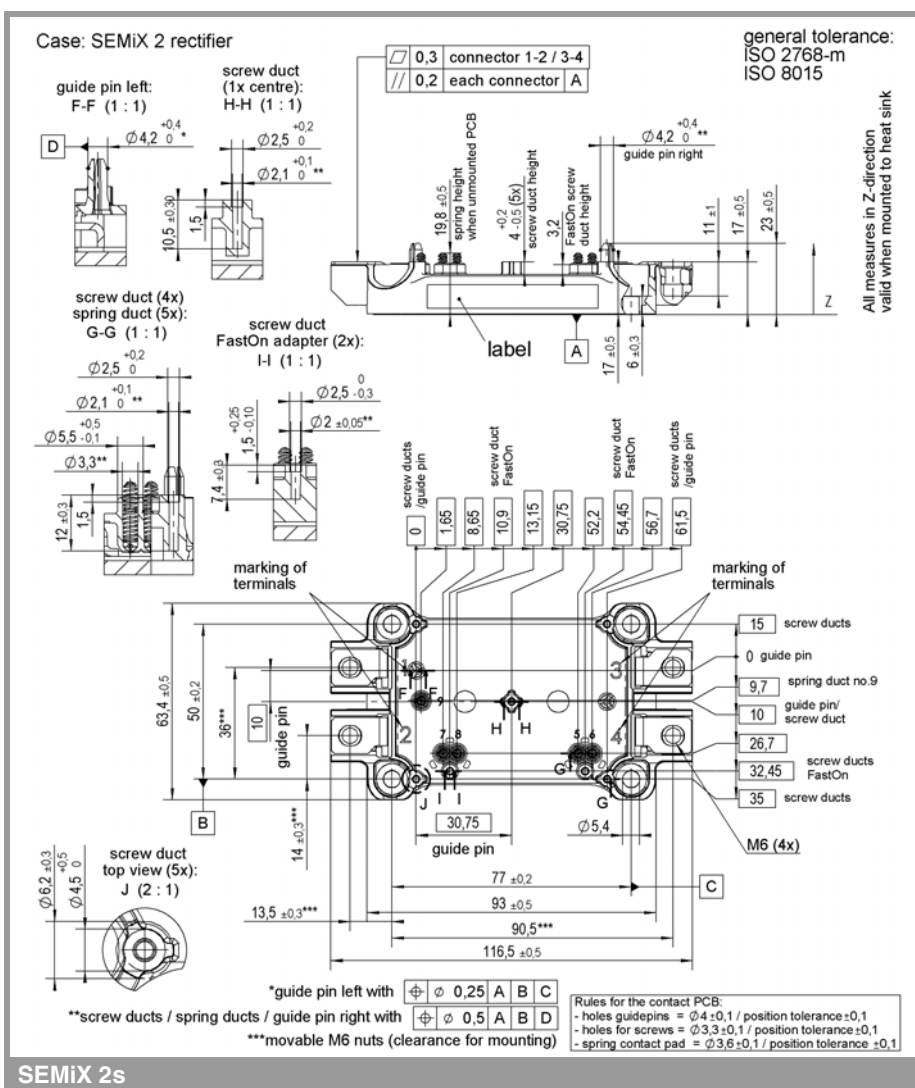 Case: SEMiX 2 rectifier
general tolerance:
ISO 2768-m
ISO 8015
⏥ 0,3 connector 1-2 / 3-4
// 0,2 each connector A
guide pin left:
F-F (1 : 1)
D
Ø4,2 +0,4 0 *
screw duct
(1x centre):
H-H (1 : 1)
Ø2,5 +0,2 0
Ø2,1 +0,1 0 **
10,5 ±0,30
1,5
19,8 ±0,5
spring height
when unmounted PCB
4 +0,2 -0,5 (5x)
screw duct height
3,2
FastOn screw
duct height
Ø4,2 +0,4 0 **
guide pin right
11 ±1
17 ±0,5
23 ±0,5
Z
All measures in Z-direction
valid when mounted to heat sink
label
A
17 ±0,5
6 ±0,3
screw duct (4x)
spring duct (5x):
G-G (1 : 1)
Ø2,5 +0,2 0
Ø2,1 +0,1 0 **
Ø5,5 +0,5 -0,1
Ø3,3**
12 ±0,3
1,5
screw duct
FastOn adapter (2x):
I-I (1 : 1)
Ø2,5 0 -0,3
Ø2 ±0,05**
1,5 +0,25 -0,10
7,4 ±0,3
screw ducts
/guide pin
screw duct
FastOn
screw duct
FastOn
screw ducts
/guide pin
0
1,65
8,65
10,9
13,15
30,75
52,2
54,45
56,7
61,5
marking of
terminals
marking of
terminals
63,4 ±0,5
50 ±0,2
36***
10
guide pin
14 ±0,3***
B
1
2
3
4
F F
9
H H
7 8
5 6
G
G
J
I I
15 screw ducts
0 guide pin
9,7 spring duct no.9
10 guide pin/
screw duct
26,7
32,45 screw ducts
FastOn
35 screw ducts
M6 (4x)
30,75
guide pin
Ø5,4
77 ±0,2
C
93 ±0,5
13,5 ±0,3***
90,5***
116,5 ±0,5
screw duct
top view (5x):
J (2 : 1)
Ø6,2 ±0,3
Ø4,5 +0,5 0
*guide pin left with ⌖ Ø 0,25 A B C
**screw ducts / spring ducts / guide pin right with ⌖ Ø 0,5 A B D
***movable M6 nuts (clearance for mounting)
Rules for the contact PCB:
- holes guidepins = Ø4±0,1 / position tolerance±0,1
- holes for screws = Ø3,3±0,1 / position tolerance±0,1
- spring contact pad = Ø3,6±0,1 / position tolerance ±0,1
SEMiX 2s